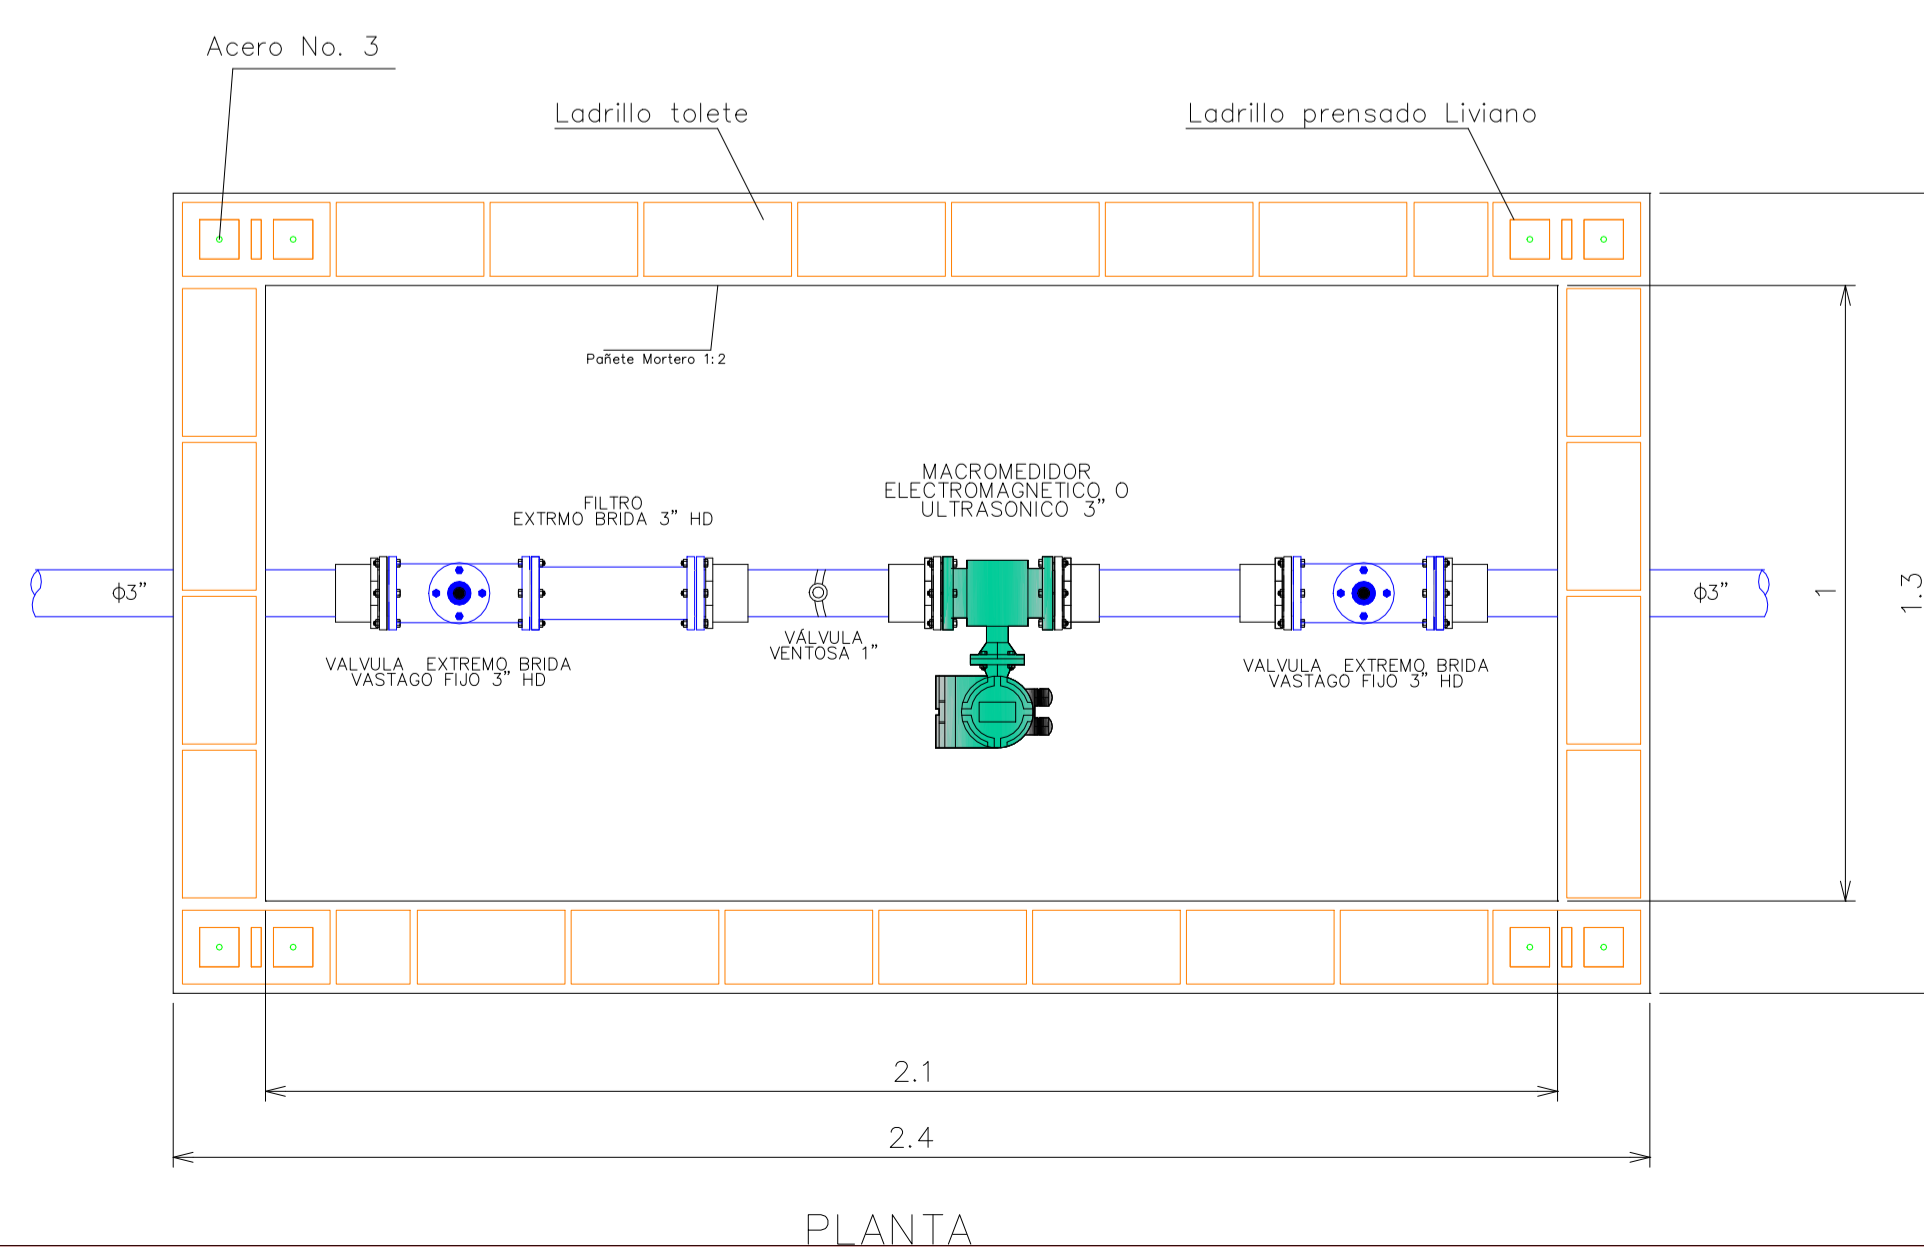 Acero No. 3
Ladrillo tolete
Ladrillo prensado Liviano
Pañete Mortero 1:2
MACROMEDIDOR
ELECTROMAGNETICO O
ULTRASONICO 3"
FILTRO
EXTRMO BRIDA 3" HD
ϕ3"
ϕ3"
1
1.3
VÁLVULA
VENTOSA 1"
VALVULA EXTREMO BRIDA
VASTAGO FIJO 3" HD
VALVULA EXTREMO BRIDA
VASTAGO FIJO 3" HD
2.1
2.4
PLANTA